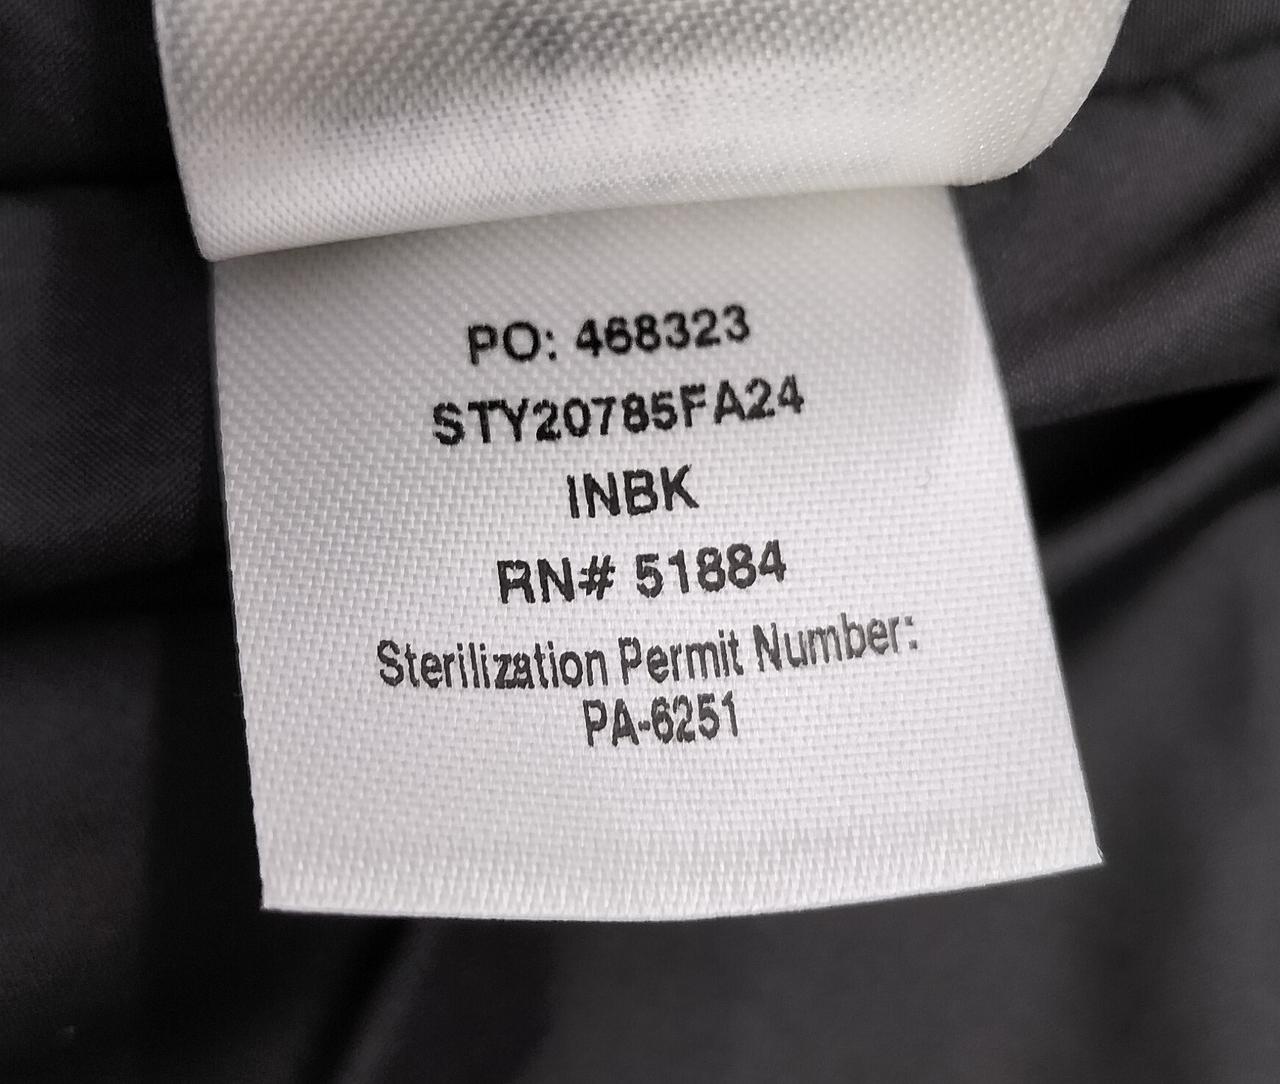 PO: 468323
STY20785FA24
INBK
RN# 51884
Sterilization Permit Number:
PA-6251